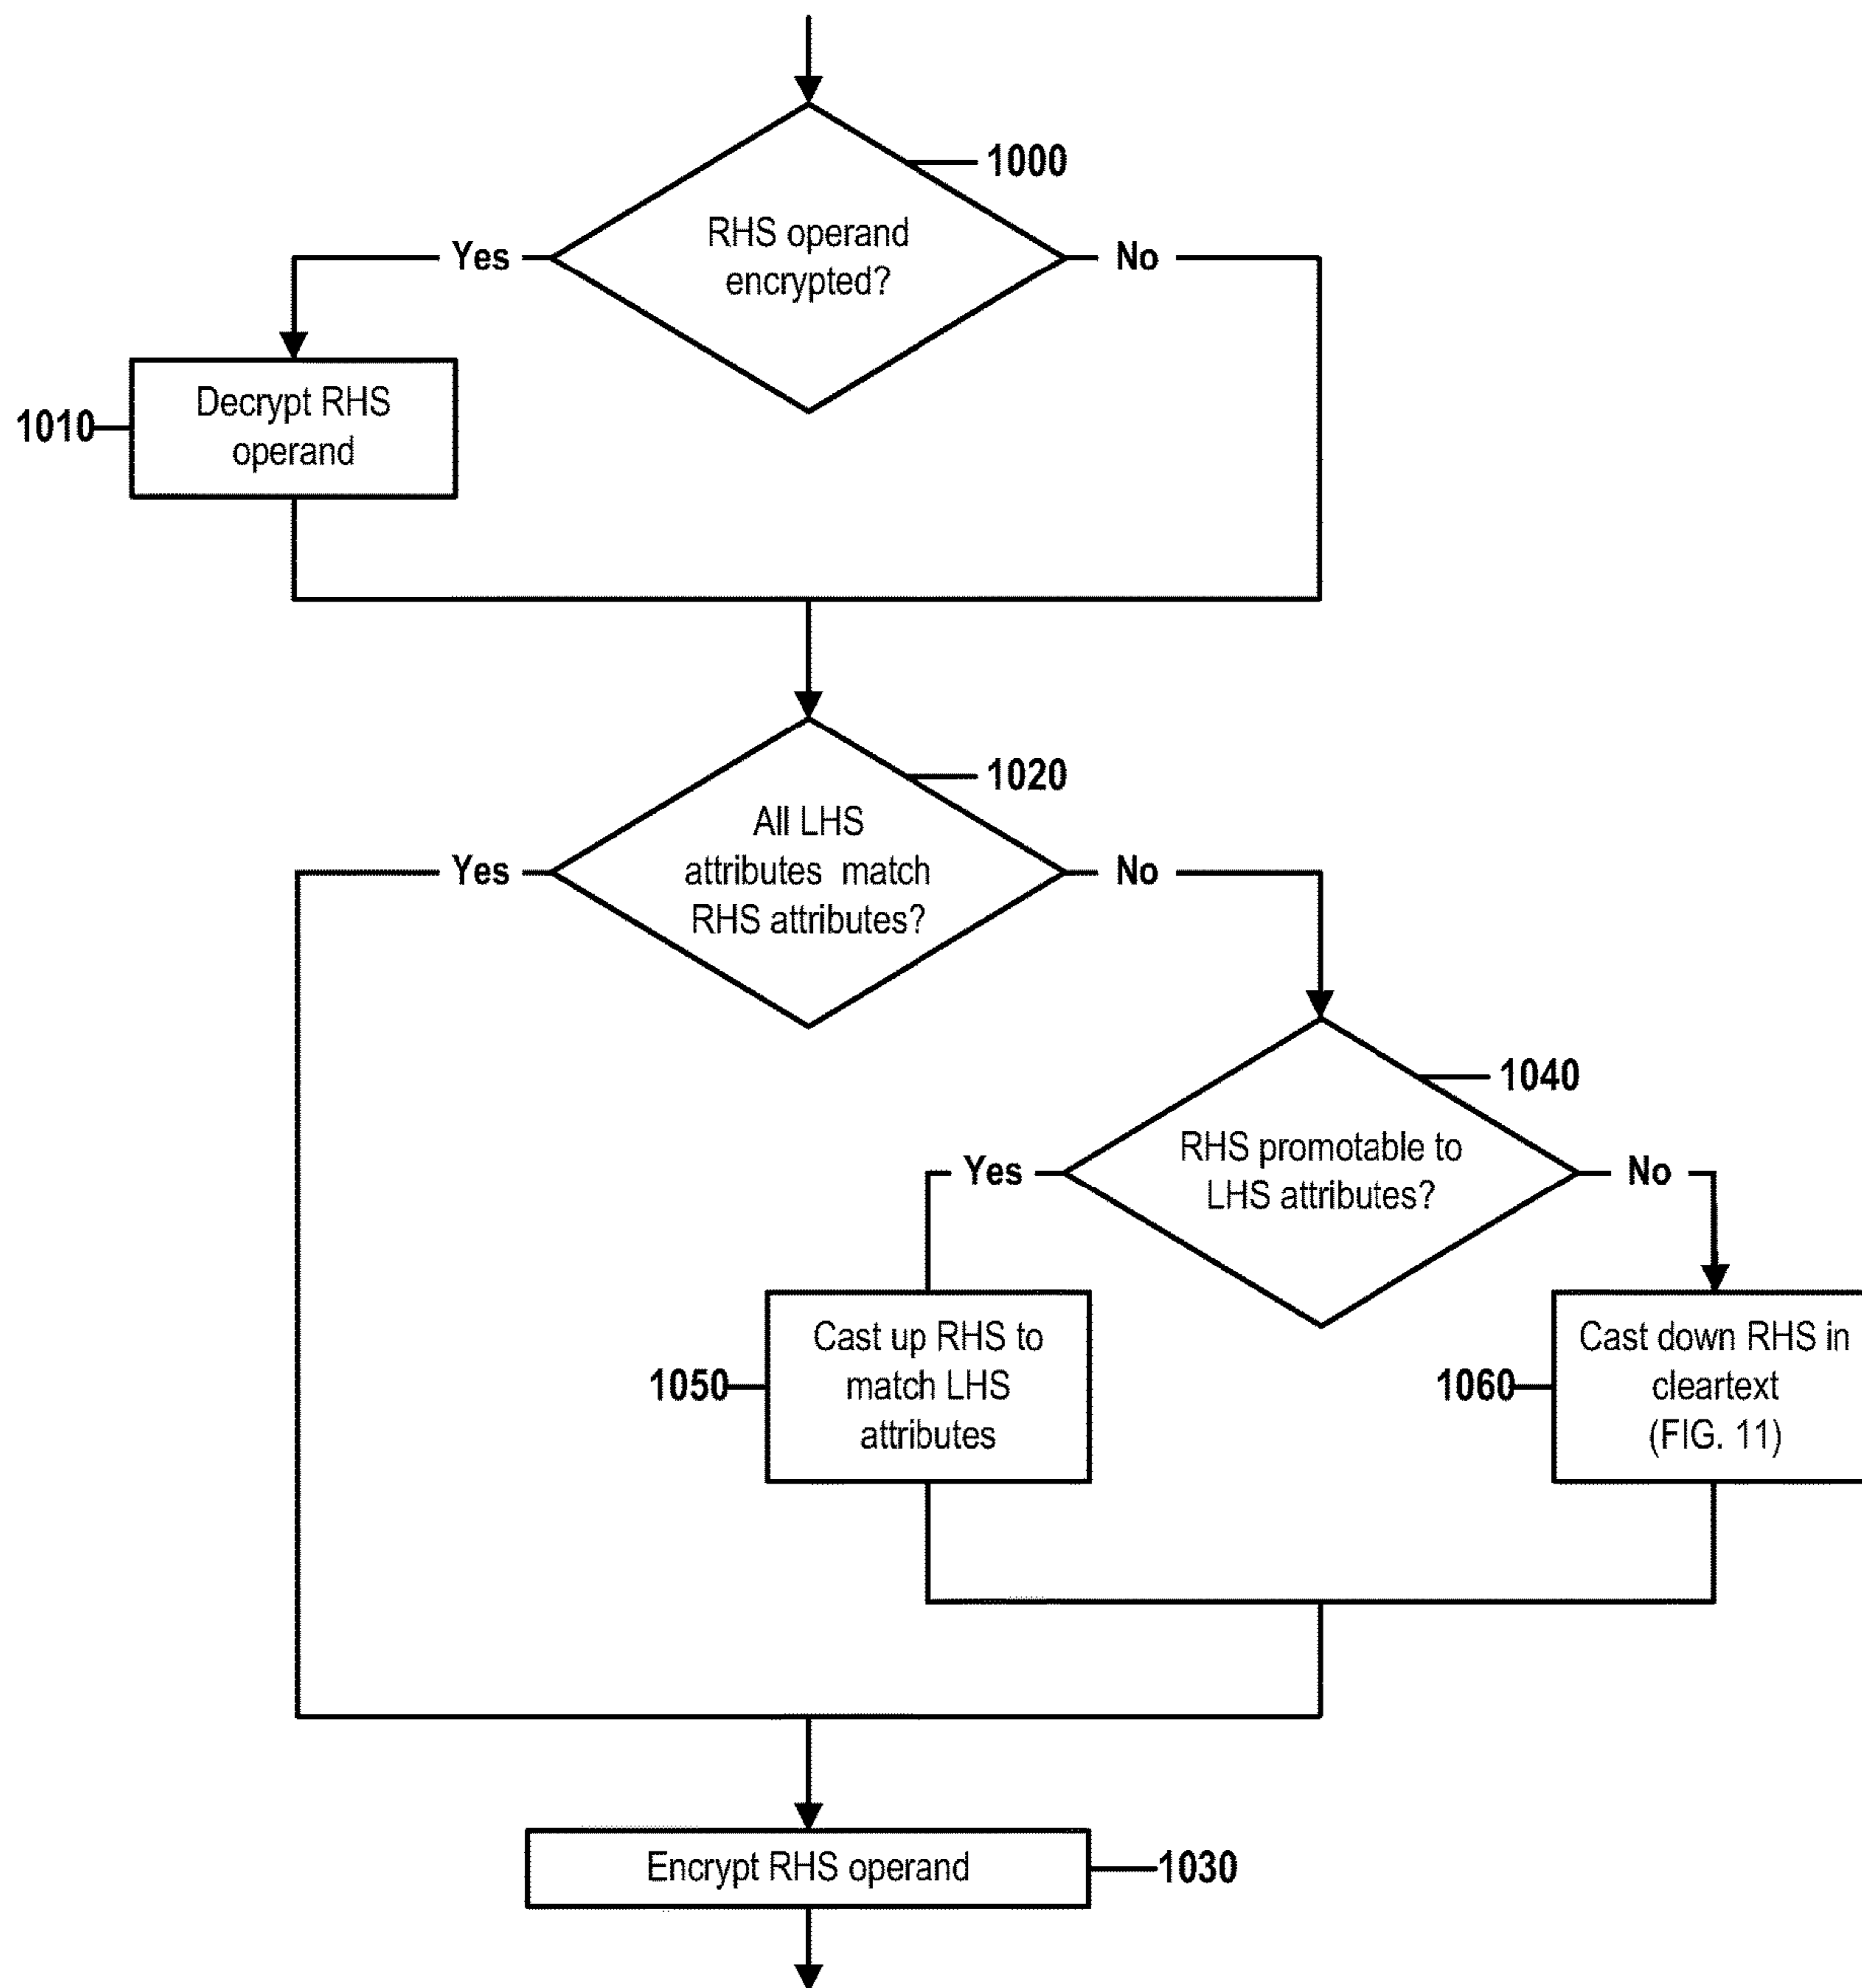 1000
RHS operand
encrypted?
Yes
No
1010
Decrypt RHS
operand
1020
All LHS
attributes match
RHS attributes?
Yes
No
1040
RHS promotable to
LHS attributes?
Yes
No
1050
Cast up RHS to
match LHS
attributes
1060
Cast down RHS in
cleartext
(FIG. 11)
Encrypt RHS operand
1030